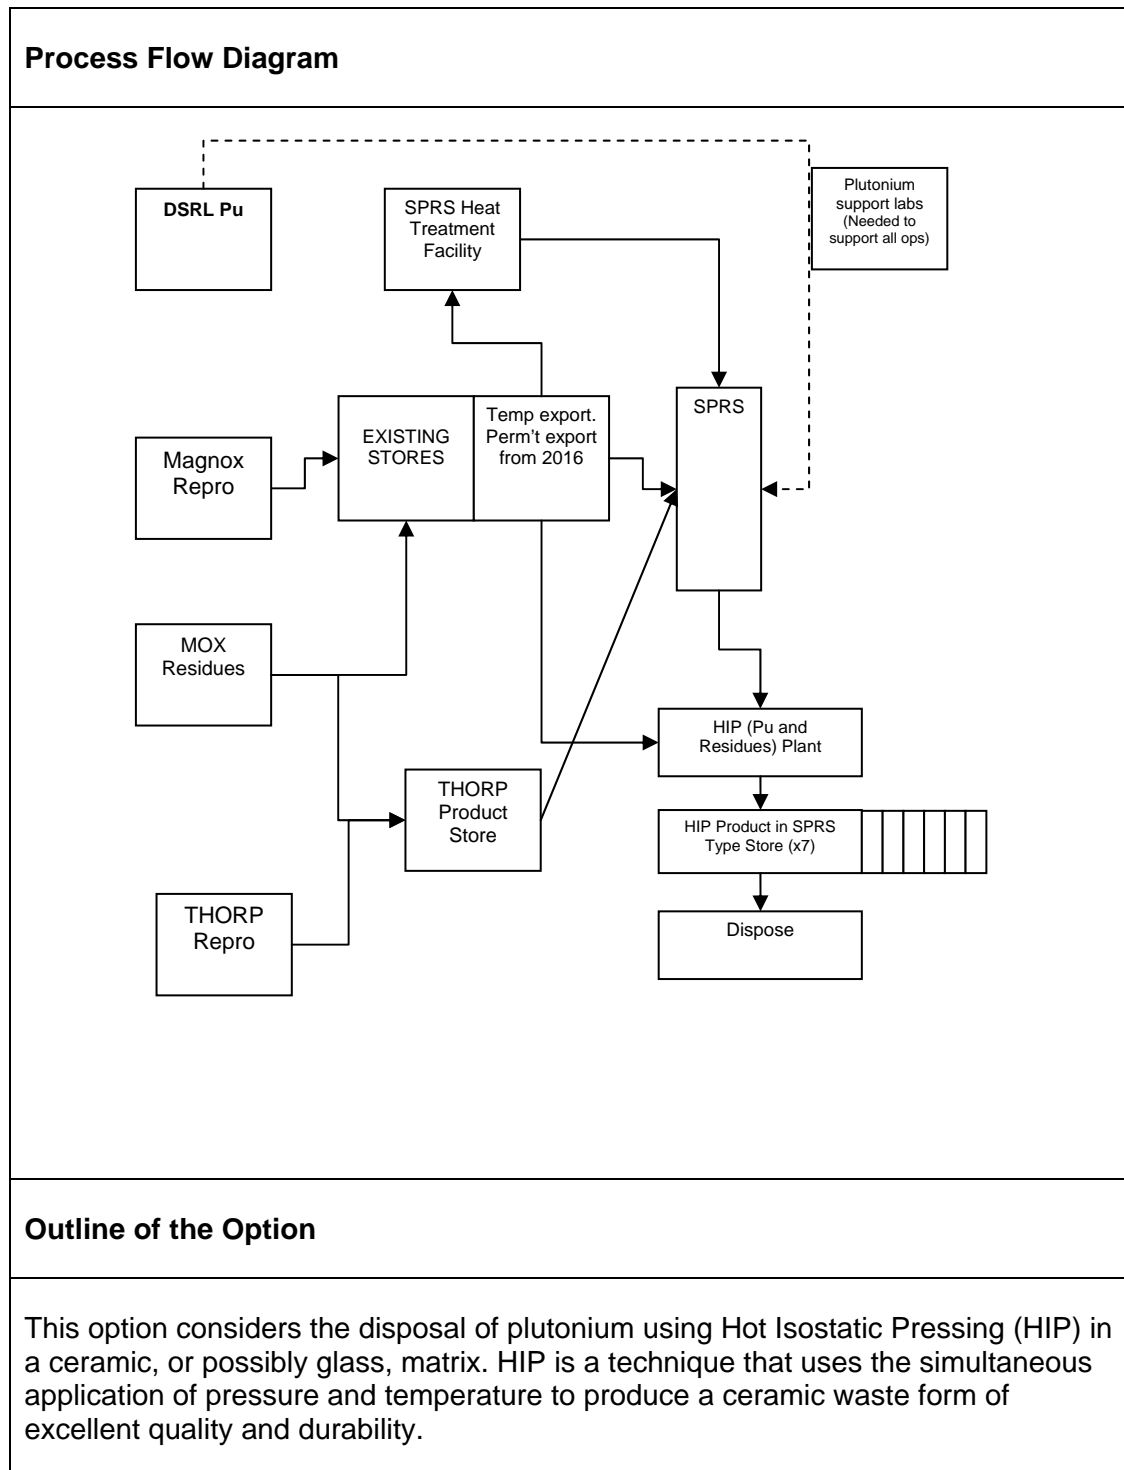 Process Flow Diagram
DSRL Pu
SPRS Heat
Treatment
Facility
Plutonium
support labs
(Needed to
support all ops)
Magnox
Repro
EXISTING
STORES
Temp export.
Perm't export
from 2016
SPRS
MOX
Residues
HIP (Pu and
Residues) Plant
THORP
Product
Store
HIP Product in SPRS
Type Store (x7)
THORP
Repro
Dispose
Outline of the Option
This option considers the disposal of plutonium using Hot Isostatic Pressing (HIP) in
a ceramic, or possibly glass, matrix. HIP is a technique that uses the simultaneous
application of pressure and temperature to produce a ceramic waste form of
excellent quality and durability.